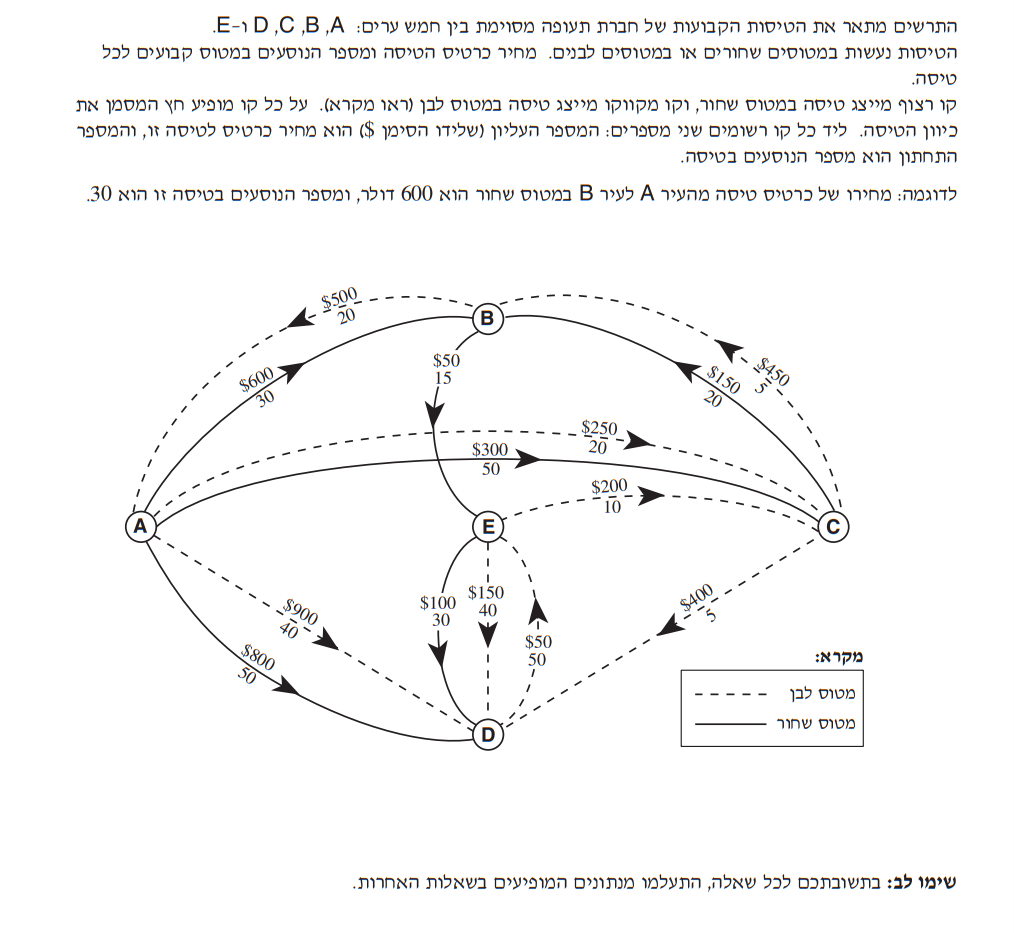 התרשים מתאר את הטיסות הקבועות של חברת תעופה מסוימת בין חמש ערים: A, B, C, D ו-E.
הטיסות נעשות במטוסים שחורים או במטוסים לבנים. מחיר כרטיס הטיסה ומספר הנוסעים במטוס קבועים לכל
טיסה.
קו רצוף מייצג טיסה במטוס שחור, וקו מקווקו מייצג טיסה במטוס לבן (ראו מקרא). על כל קו מופיע חץ המסמן את
כיוון הטיסה. ליד כל קו רשומים שני מספרים: המספר העליון (שלידו הסימן $) הוא מחיר כרטיס לטיסה זו, והמספר
התחתון הוא מספר הנוסעים בטיסה.
לדוגמה: מחירו של כרטיס טיסה מהעיר A לעיר B במטוס שחור הוא 600 דולר, ומספר הנוסעים בטיסה זו הוא 30.
$500
20
B
$600
30
$50
15
$150
20
$450
5
$250
20
$300
50
$200
10
A
E
C
$900
40
$800
50
$100
30
$150
40
$50
50
$400
5
D
מקרא:
מטוס לבן
מטוס שחור
שימו לב: בתשובתכם לכל שאלה, התעלמו מנתונים המופיעים בשאלות האחרות.